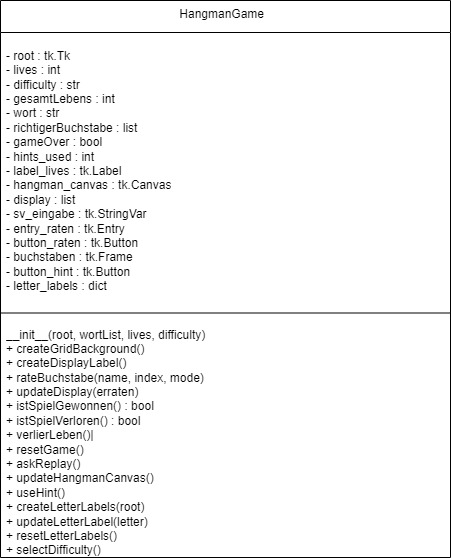 HangmanGame
- root : tk.Tk
- lives : int
- difficulty : str
- gesamtLebens : int
- wort : str
- richtigerBuchstabe : list
- gameOver : bool
- hints_used : int
- label_lives : tk.Label
- hangman_canvas : tk.Canvas
- display : list
- sv_eingabe : tk.StringVar
- entry_raten : tk.Entry
- button_raten : tk.Button
- buchstaben : tk.Frame
- button_hint : tk.Button
- letter_labels : dict
__init__(root, wortList, lives, difficulty)
+ createGridBackground()
+ createDisplayLabel()
+ rateBuchstabe(name, index, mode)
+ updateDisplay(erraten)
+ istSpielGewonnen() : bool
+ istSpielVerloren() : bool
+ verlierLeben()|
+ resetGame()
+ askReplay()
+ updateHangmanCanvas()
+ useHint()
+ createLetterLabels(root)
+ updateLetterLabel(letter)
+ resetLetterLabels()
+ selectDifficulty()